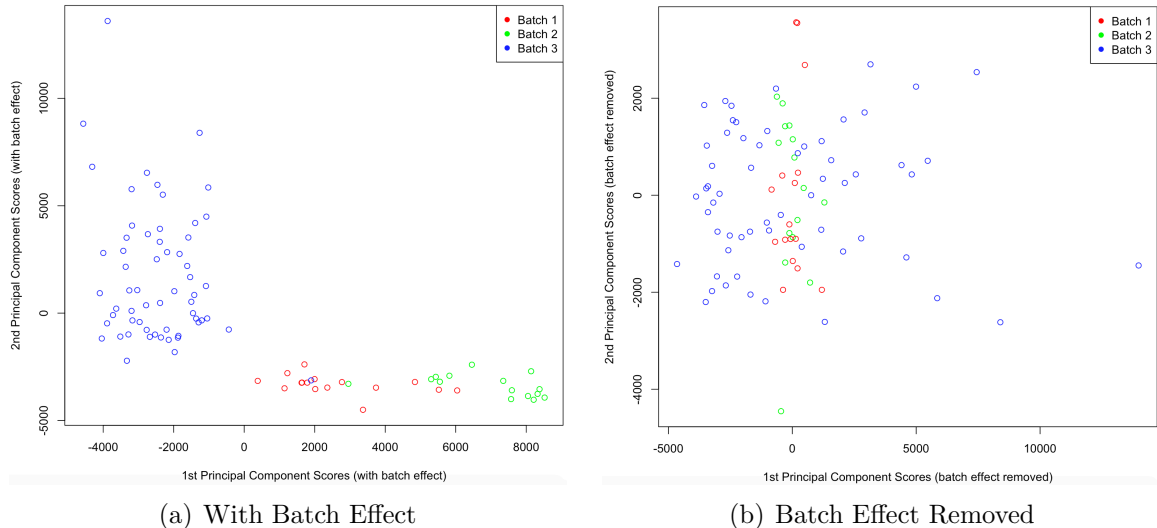 Batch 1
Batch 2
Batch 3
2nd Principal Component Scores (with batch effect)
10000
5000
0
-5000
-4000 -2000 0 2000 4000 6000 8000
1st Principal Component Scores (with batch effect)
(a) With Batch Effect
Batch 1
Batch 2
Batch 3
2nd Principal Component Scores (batch effect removed)
2000
0
-2000
-4000
-5000 0 5000 10000
1st Principal Component Scores (batch effect removed)
(b) Batch Effect Removed